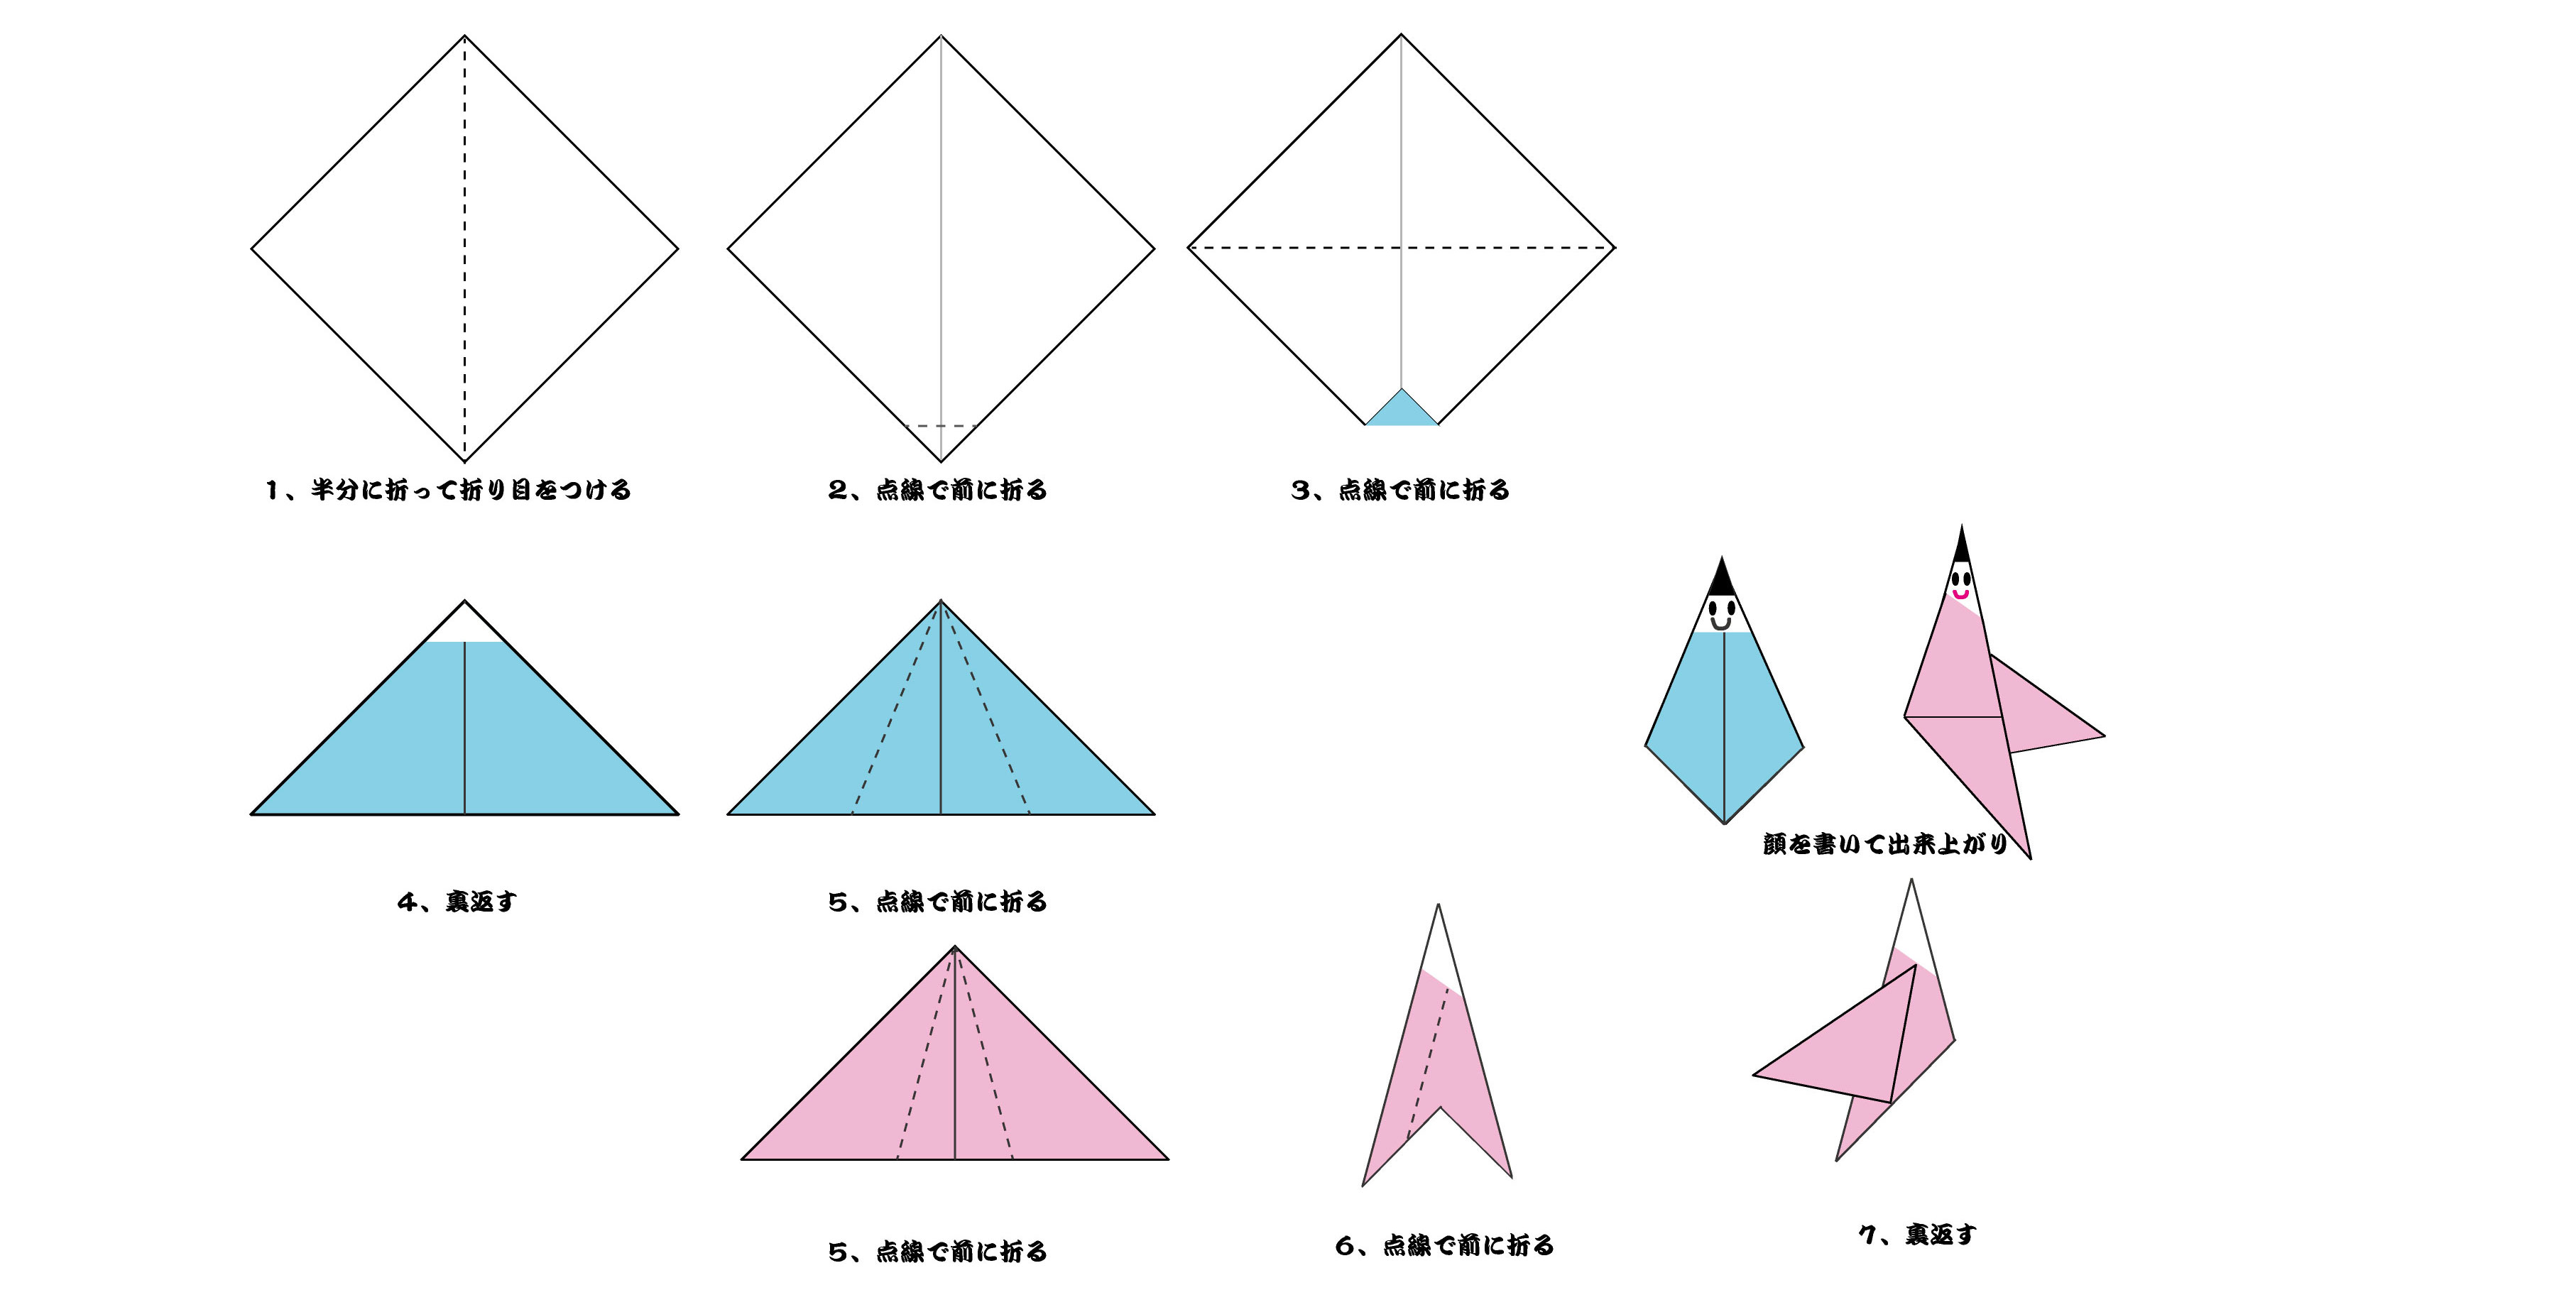 1、半分に折って折り目をつける
2、点線で前に折る
3、点線で前に折る
顔を書いて出来上がり
4、裏返す
5、点線で前に折る
5、点線で前に折る
6、点線で前に折る
7、裏返す